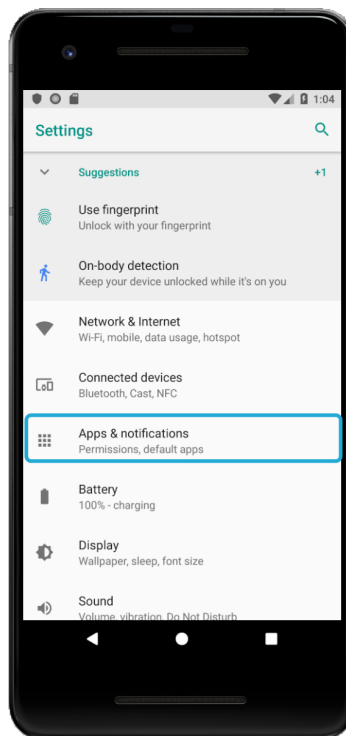 1:04
Settings
Suggestions +1
Use fingerprint
Unlock with your fingerprint
On-body detection
Keep your device unlocked while it's on you
Network & Internet
Wi-Fi, mobile, data usage, hotspot
Connected devices
Bluetooth, Cast, NFC
Apps & notifications
Permissions, default apps
Battery
100% - charging
Display
Wallpaper, sleep, font size
Sound
Volume, vibration, Do Not Disturb